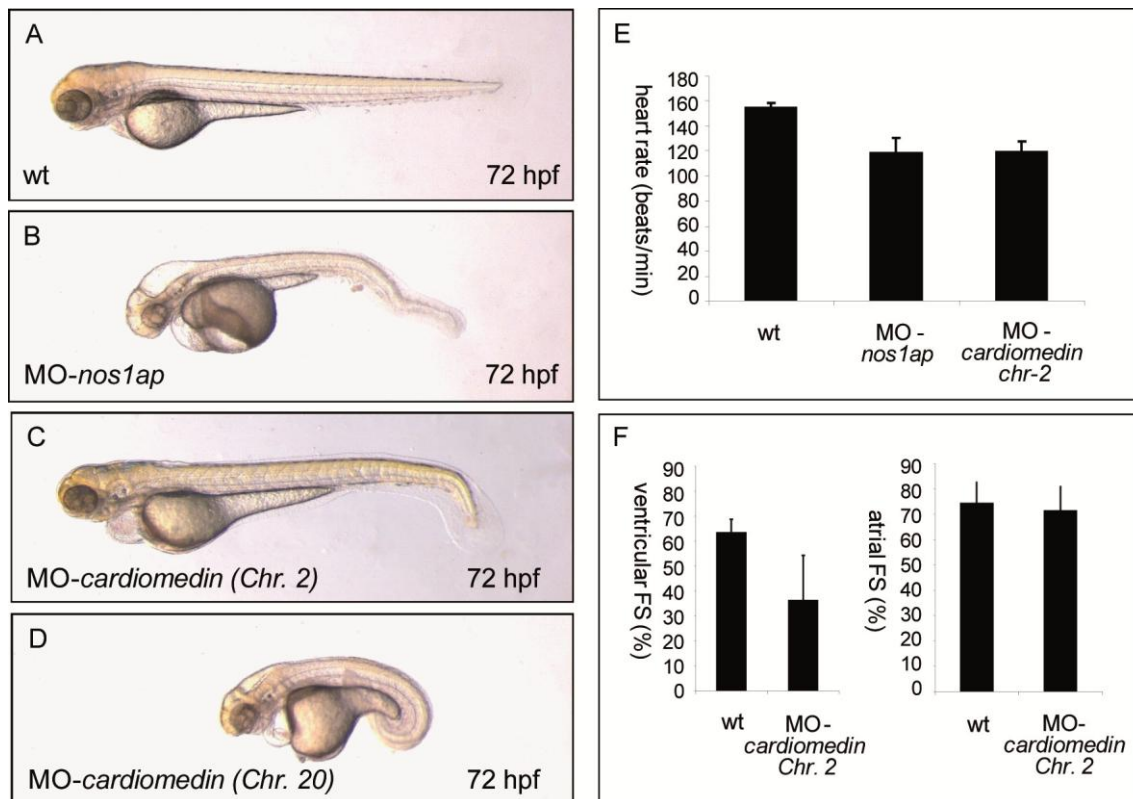 A
wt
72 hpf
B
MO-nos1ap
72 hpf
C
MO-cardiomedin (Chr. 2)
72 hpf
D
MO-cardiomedin (Chr. 20)
72 hpf
E
heart rate (beats/min)
180
160
140
120
100
80
60
40
20
0
wt
MO -
nos1ap
MO -
cardiomedin
chr-2
F
ventricular FS (%)
90
80
70
60
50
40
30
20
10
0
wt
MO -
cardiomedin
Chr. 2
atrial FS (%)
90
80
70
60
50
40
30
20
10
0
wt
MO-
cardiomedin
Chr. 2